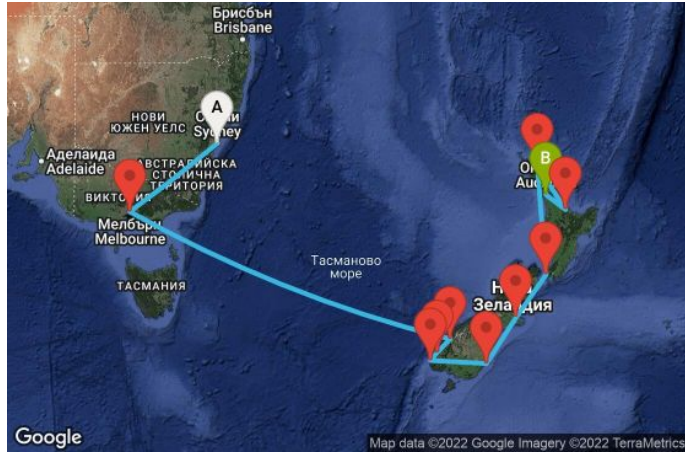 Брисбън
Brisbane
НОВИ
ЮЖЕН УЕЛС
A
Sydney
Аделаида
Adelaide
АВСТРАЛИЙСКА
СТОЛИЧНА
ТЕРИТОРИЯ
Мелбърн
Melbourne
ТАСМАНИЯ
Тасманово
море
B
Зеландия
Google
Map data ©2022 Google Imagery ©2022 TerraMetrics